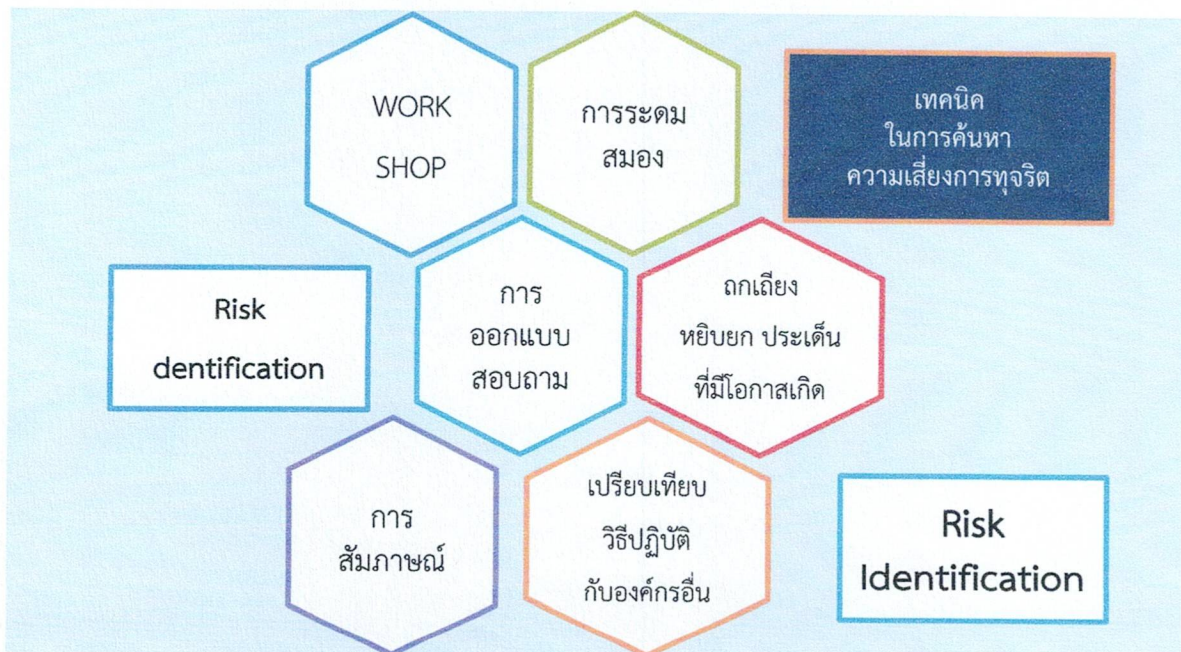 WORK
SHOP
การระดม
สมอง
เทคนิค
ในการค้นหา
ความเสี่ยงการทุจริต
Risk
dentification
การ
ออกแบบ
สอบถาม
ถกเถียง
หยิบยก ประเด็น
ที่มีโอกาสเกิด
การ
สัมภาษณ์
เปรียบเทียบ
วิธีปฏิบัติ
กับองค์กรอื่น
Risk
Identification